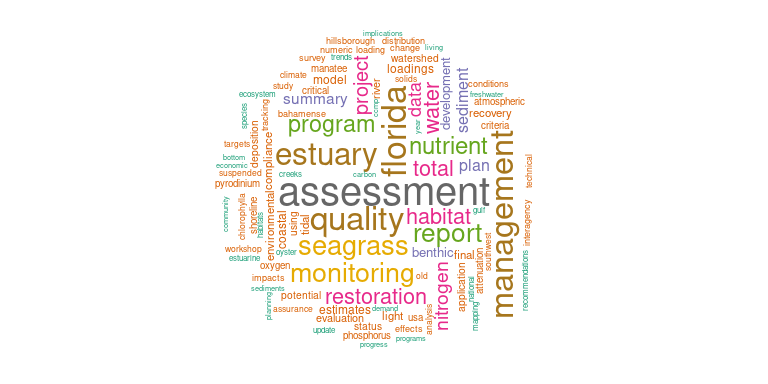 implications
hillsborough
distribution
numeric
loading
change
living
survey
trends
watershed
manatee
loadings
climate
model
solids
study
critical
project
river
development
sediment
conditions
ecosystem
summary
comp
florida
data
water
freshwater
atmospheric
species
tracking
bahamense
program
year
recovery
criteria
targets
deposition
compliance
estuary
nutrient
bottom
economic
suspended
creeks
carbon
total
plan
management
technical
pyrodinium
assessment
community
chlorophylla
shoreline
habitats
environmental
coastal
using
tidal
quality
habitat
gulf
report
interagency
workshop
estuarine
oyster
seagrass
benthic
final
attenuation
southwest
oxygen
monitoring
old
impacts
sediments
nitrogen
application
national
recommendations
planning
potential
restoration
assurance
estimates
demand
evaluation
light
usa
analysis
mapping
update
status
effects
phosphorus
programs
progress